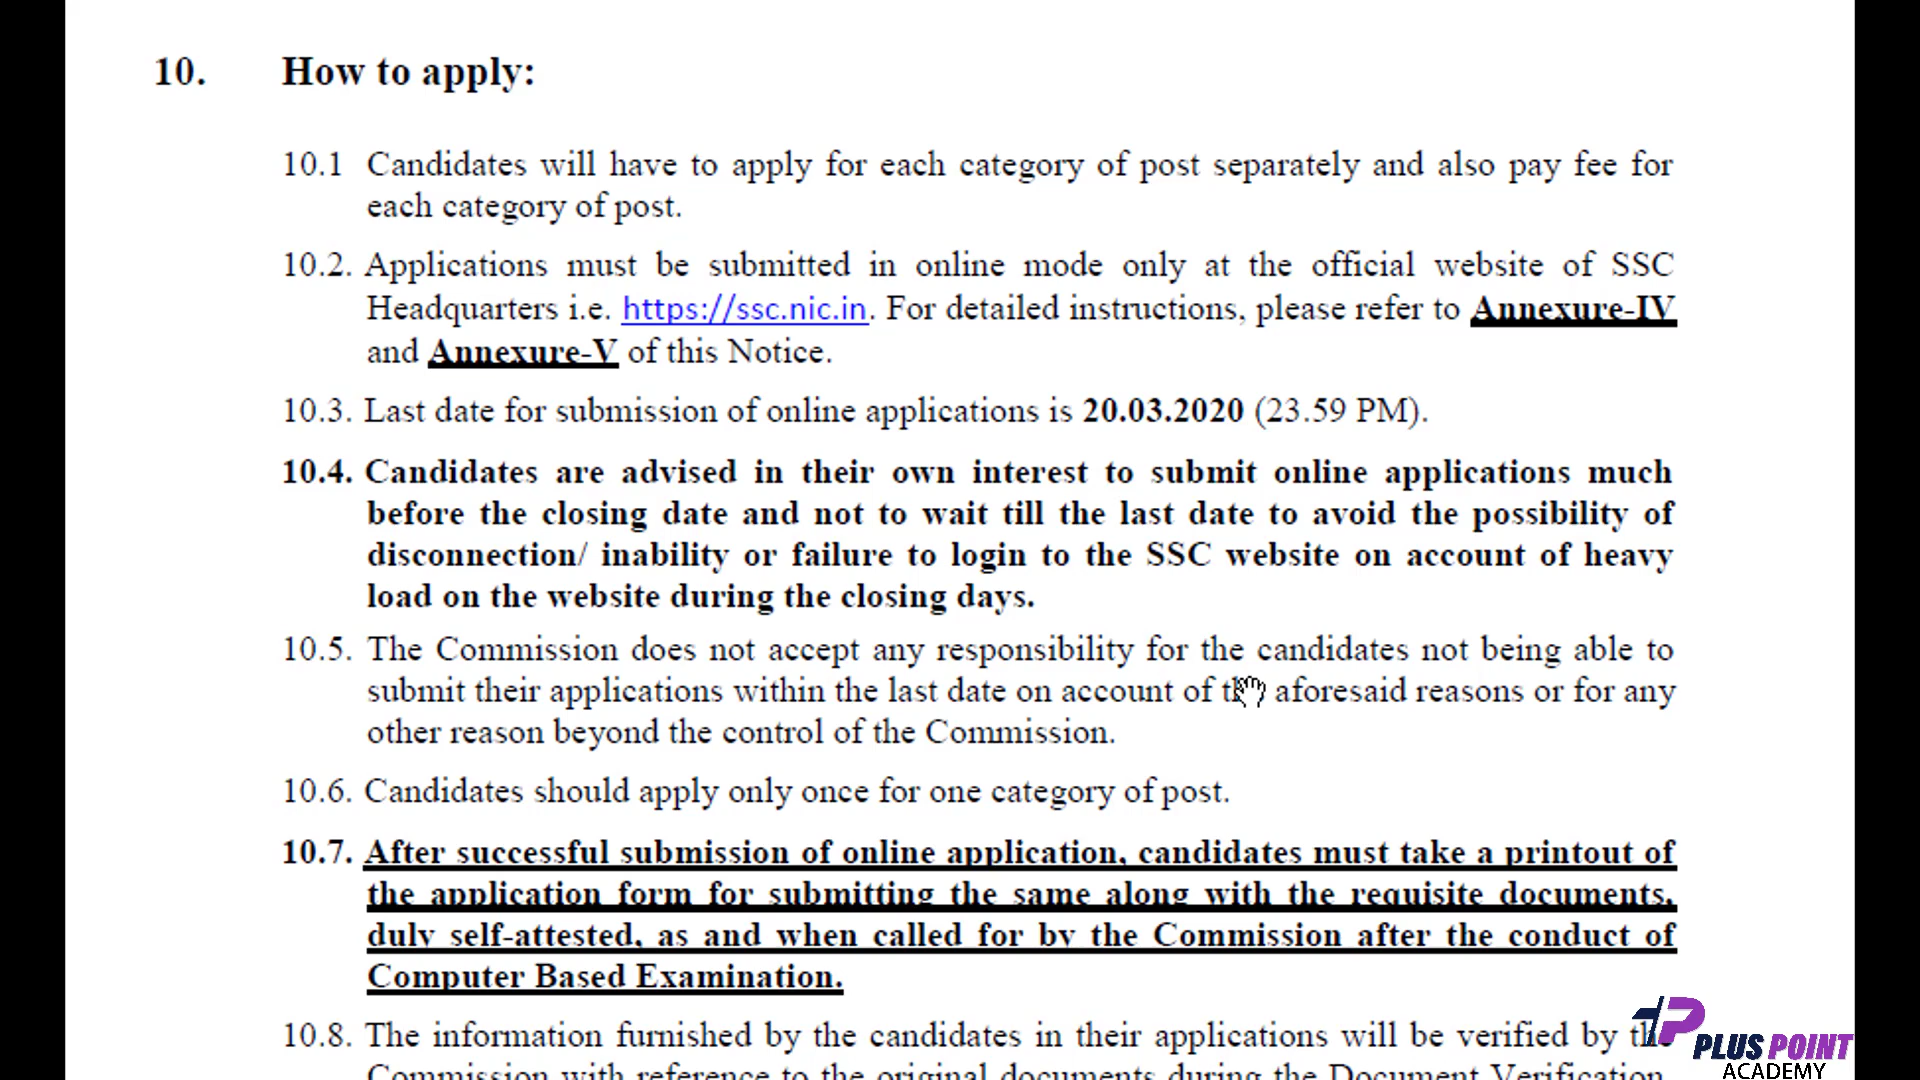 10. How to apply:
10.1 Candidates will have to apply for each category of post separately and also pay fee for
each category of post.
10.2. Applications must be submitted in online mode only at the official website of SSC
Headquarters i.e. https://ssc.nic.in. For detailed instructions, please refer to Annexure-IV
and Annexure-V of this Notice.
10.3. Last date for submission of online applications is 20.03.2020 (23.59 PM).
10.4. Candidates are advised in their own interest to submit online applications much
before the closing date and not to wait till the last date to avoid the possibility of
disconnection/ inability or failure to login to the SSC website on account of heavy
load on the website during the closing days.
10.5. The Commission does not accept any responsibility for the candidates not being able to
submit their applications within the last date on account of the aforesaid reasons or for any
other reason beyond the control of the Commission.
10.6. Candidates should apply only once for one category of post.
10.7. After successful submission of online application, candidates must take a printout of
the application form for submitting the same along with the requisite documents,
duly self-attested, as and when called for by the Commission after the conduct of
Computer Based Examination.
10.8. The information furnished by the candidates in their applications will be verified by the
Commission with reference to the original documents during the Document Verification.
PLUS POINT
ACADEMY